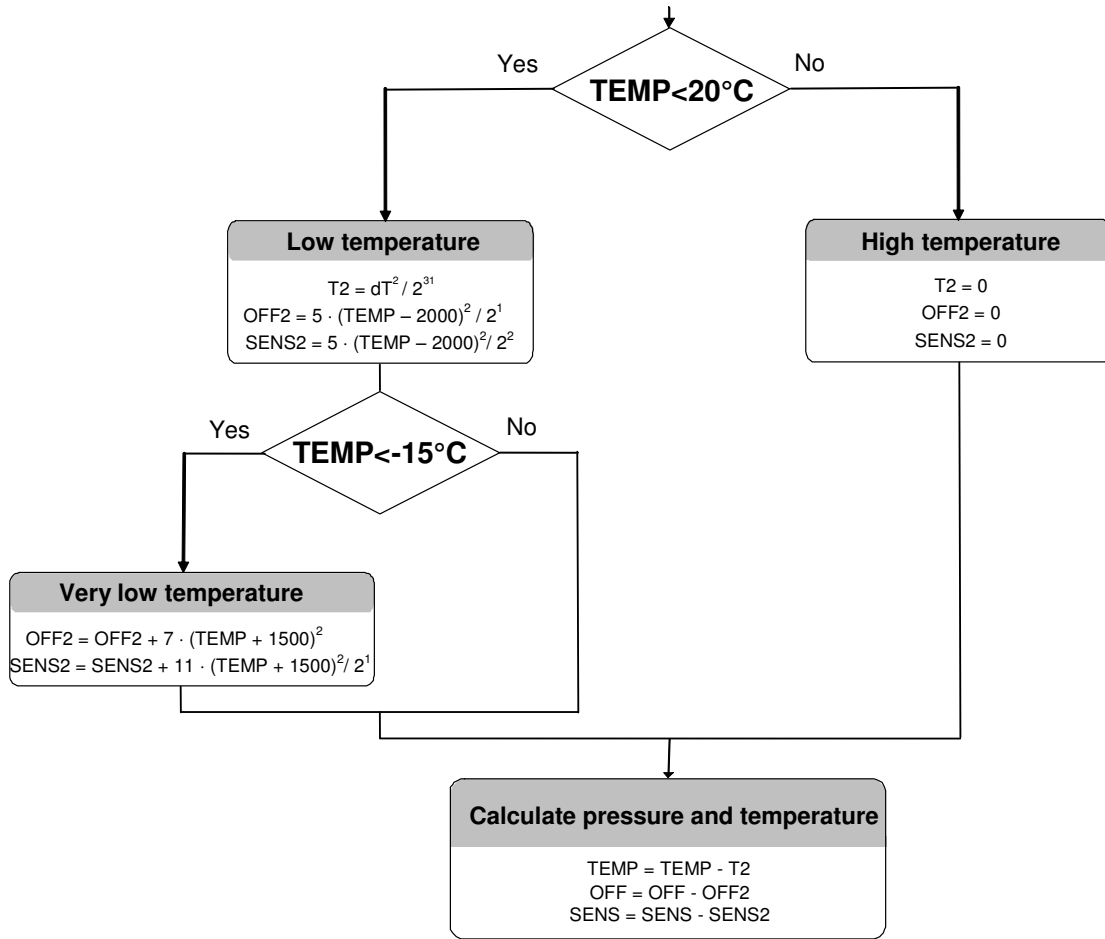 Yes
No
TEMP<20°C
Low temperature
T2 = dT² / 2³¹
OFF2 = 5 · (TEMP – 2000)² / 2¹
SENS2 = 5 · (TEMP – 2000)²/ 2²
High temperature
T2 = 0
OFF2 = 0
SENS2 = 0
Yes
No
TEMP<-15°C
Very low temperature
OFF2 = OFF2 + 7 · (TEMP + 1500)²
SENS2 = SENS2 + 11 · (TEMP + 1500)²/ 2¹
Calculate pressure and temperature
TEMP = TEMP - T2
OFF = OFF - OFF2
SENS = SENS - SENS2